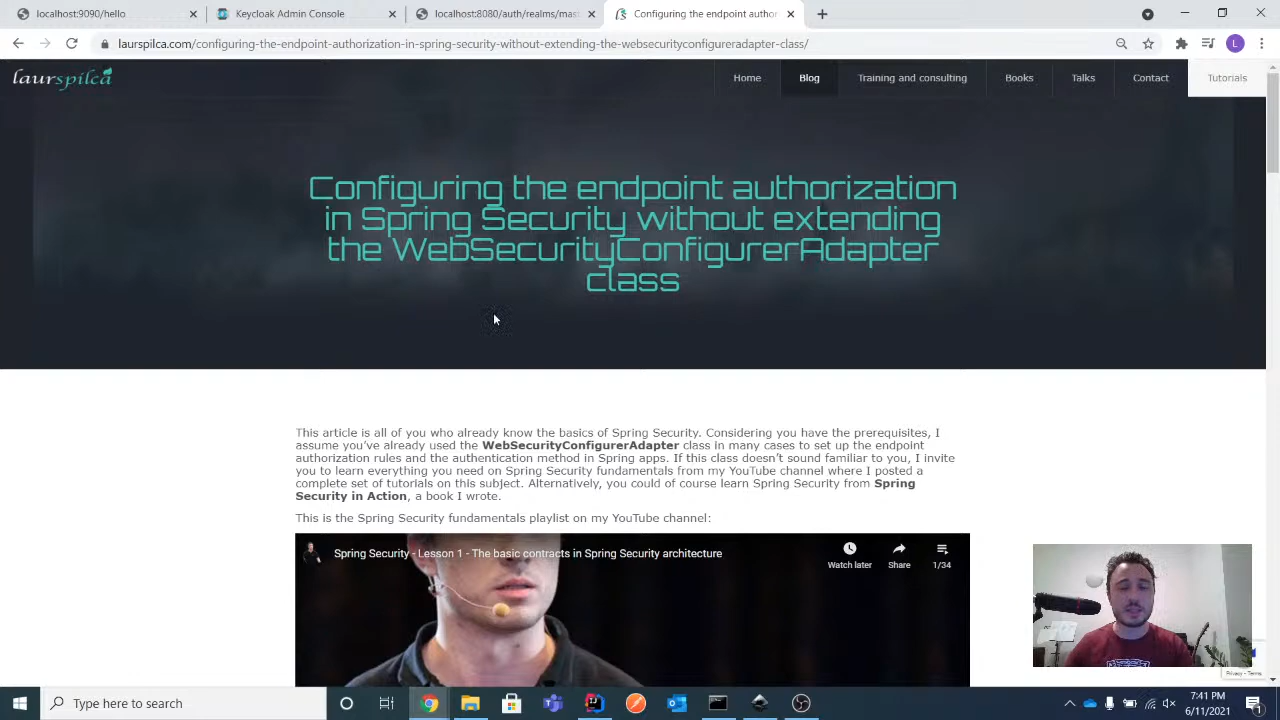 localhost:9090/hello
Keycloak Admin Console
localhost:8080/auth/realms/mas
Configuring the endpoint author
laurspilca.com/configuring-the-endpoint-authorization-in-spring-security-without-extending-the-websecurityconfigureradapter-class/
laurspilca
Home
Blog
Training and consulting
Books
Talks
Contact
Tutorials
Configuring the endpoint authorization
in Spring Security without extending
the WebSecurityConfigurerAdapter
class
This article is all of you who already know the basics of Spring Security. Considering you have the prerequisites, I
assume you've already used the WebSecurityConfigurerAdapter class in many cases to set up the endpoint
authorization rules and the authentication method in Spring apps. If this class doesn't sound familiar to you, I invite
you to learn everything you need on Spring Security fundamentals from my YouTube channel where I posted a
complete set of tutorials on this subject. Alternatively, you could of course learn Spring Security from Spring
Security in Action, a book I wrote.
This is the Spring Security fundamentals playlist on my YouTube channel:
Spring Security - Lesson 1 - The basic contracts in Spring Security architecture
Watch later
Share
1/34
Privacy - Terms
Type here to search
7:41 PM
6/11/2021
L